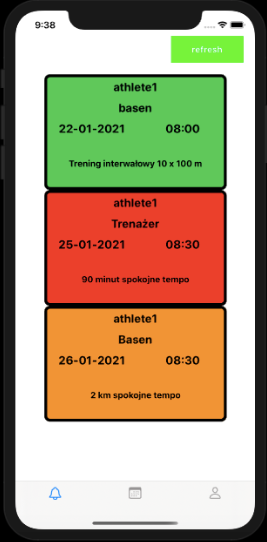 9:38
refresh
athlete1
basen
22-01-2021 08:00
Trening interwałowy 10 x 100 m
athlete1
Trenażer
25-01-2021 08:30
90 minut spokojne tempo
athlete1
Basen
26-01-2021 08:30
2 km spokojne tempo